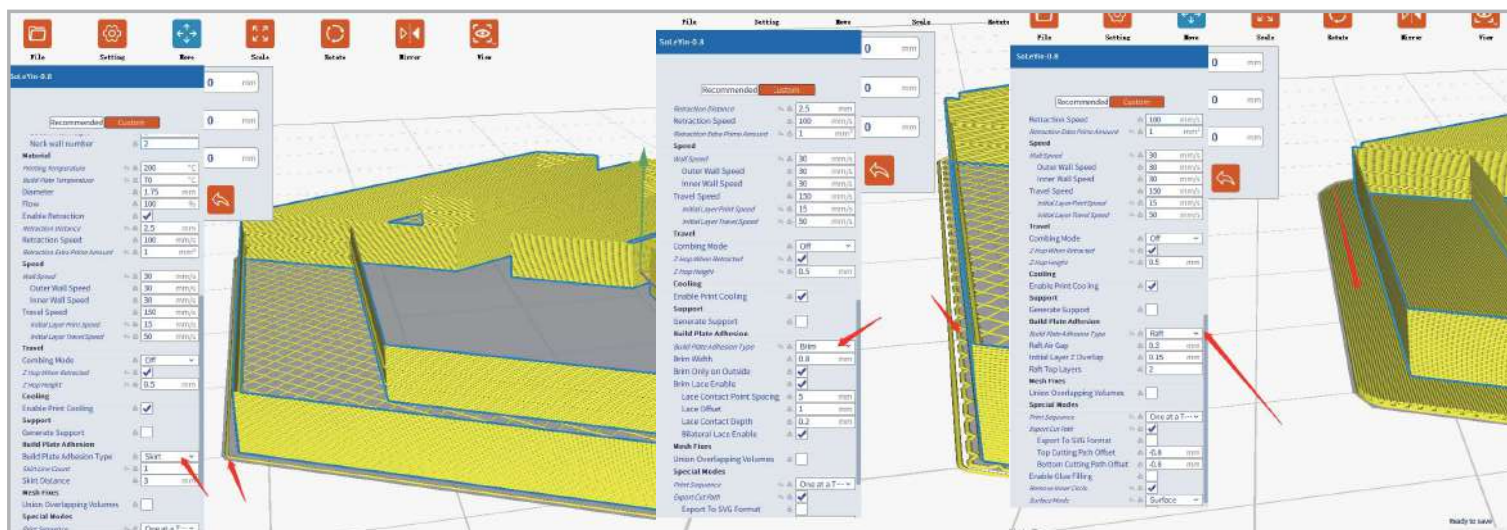 File Setting Move Scale Rotate Mirror View
SoLeYin-0.8
0 mm
Recommended Custom
0 mm
Neck wall number 2
0 mm
Material
Printing Temperature 200 °C
Build Plate Temperature 70 °C
Diameter 1.75 mm
Flow 100 %
Enable Retraction
Retraction Distance 2.5 mm
Retraction Speed 100 mm/s
Retraction Extra Prime Amount 1 mm³
Speed
Wall Speed 30 mm/s
Outer Wall Speed 30 mm/s
Inner Wall Speed 30 mm/s
Travel Speed 150 mm/s
Initial Layer Print Speed 15 mm/s
Initial Layer Travel Speed 50 mm/s
Travel
Combing Mode Off
Z Hop When Retracted
Z Hop Height 0.5 mm
Cooling
Enable Print Cooling
Support
Generate Support
Build Plate Adhesion
Build Plate Adhesion Type Skirt
Skirt Line Count 1
Skirt Distance 3 mm
Mesh Fixes
Union Overlapping Volumes
Special Modes
Print Sequence One at a T···
File Setting Move Scale Rotate
SoLeYin-0.8
0 mm
Recommended Custom
0 mm
Retraction Distance 2.5 mm
Retraction Speed 100 mm/s
Retraction Extra Prime Amount 1 mm³
0 mm
Speed
Wall Speed 30 mm/s
Outer Wall Speed 30 mm/s
Inner Wall Speed 30 mm/s
Travel Speed 150 mm/s
Initial Layer Print Speed 15 mm/s
Initial Layer Travel Speed 50 mm/s
Travel
Combing Mode Off
Z Hop When Retracted
Z Hop Height 0.5 mm
Cooling
Enable Print Cooling
Support
Generate Support
Build Plate Adhesion
Build Plate Adhesion Type Brim
Brim Width 0.8 mm
Brim Only on Outside
Brim Lace Enable
Lace Contact Point Spacing 5 mm
Lace Offset 1 mm
Lace Contact Depth 0.2 mm
Bilateral Lace Enable
Mesh Fixes
Union Overlapping Volumes
Special Modes
Print Sequence One at a T···
Export Cut Path
Export To SVG Format
File Setting Move Scale Rotate Mirror View
SoLeYin-0.8
0 mm
Recommended Custom
0 mm
Retraction Speed 100 mm/s
Retraction Extra Prime Amount 1 mm³
0 mm
Speed
Wall Speed 30 mm/s
Outer Wall Speed 30 mm/s
Inner Wall Speed 30 mm/s
Travel Speed 150 mm/s
Initial Layer Print Speed 15 mm/s
Initial Layer Travel Speed 50 mm/s
Travel
Combing Mode Off
Z Hop When Retracted
Z Hop Height 0.5 mm
Cooling
Enable Print Cooling
Support
Generate Support
Build Plate Adhesion
Build Plate Adhesion Type Raft
Raft Air Gap 0.2 mm
Initial Layer Z Overlap 0.15 mm
Raft Top Layers 2
Mesh Fixes
Union Overlapping Volumes
Special Modes
Print Sequence One at a T···
Export Cut Path
Export To SVG Format
Top Cutting Path Offset -0.8 mm
Bottom Cutting Path Offset -0.8 mm
Enable Glue Filling
Remove Inner Circle
Surface Mode Surface
Ready to save